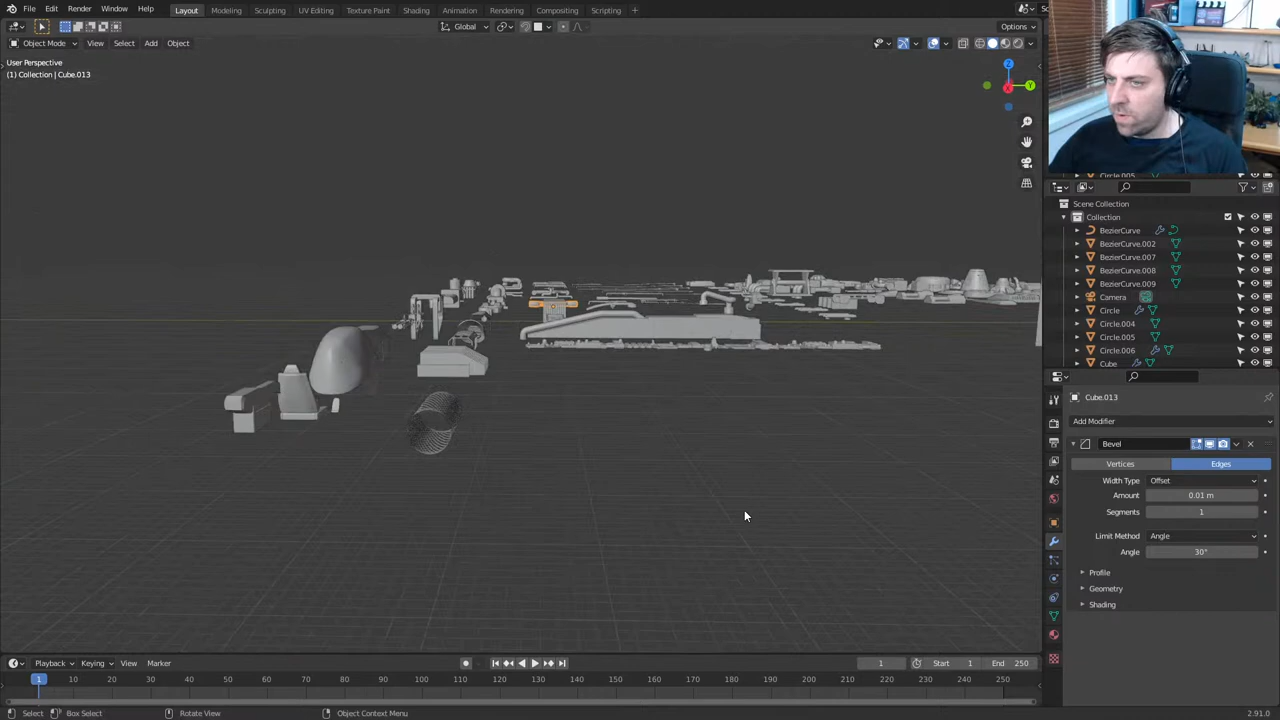 File Edit Render Window Help Layout Modeling Sculpting UV Editing Texture Paint Shading Animation Rendering Compositing Scripting +
Global Options
Object Mode View Select Add Object
User Perspective
(1) Collection | Cube.013
Z
Y
X
Circle.005
Scene Collection
Collection
BezierCurve
BezierCurve.002
BezierCurve.007
BezierCurve.008
BezierCurve.009
Camera
Circle
Circle.004
Circle.005
Circle.006
Cube
Cube.013
Add Modifier
Bevel
Vertices Edges
Width Type Offset
Amount 0.01 m
Segments 1
Limit Method Angle
Angle 30°
Profile
Geometry
Shading
Playback Keying View Marker 1 Start 1 End 250
1 10 20 30 40 50 60 70 80 90 100 110 120 130 140 150 160 170 180 190 200 210 220 230 240 250
Select Box Select Rotate View Object Context Menu 2.91.0